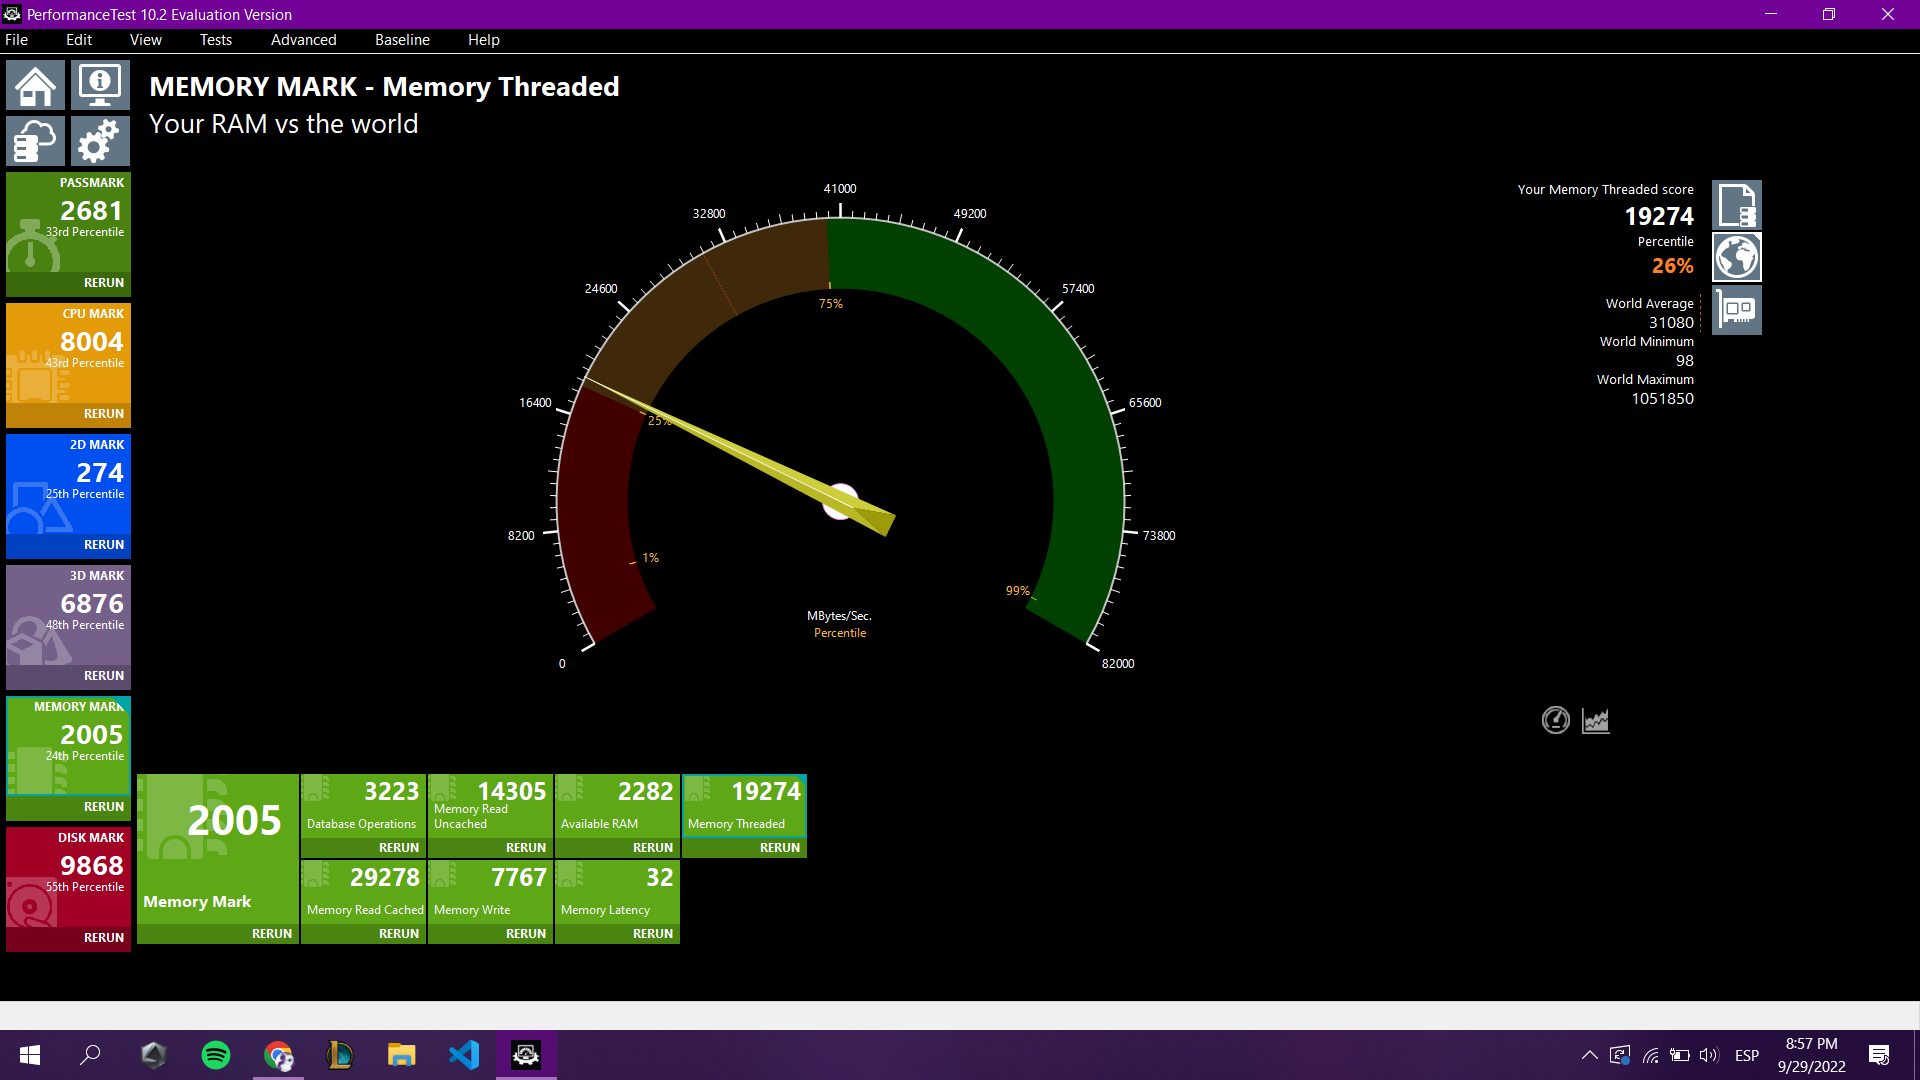 PerformanceTest 10.2 Evaluation Version
File Edit View Tests Advanced Baseline Help
MEMORY MARK - Memory Threaded
Your RAM vs the world
PASSMARK
2681
33rd Percentile
RERUN
CPU MARK
8004
43rd Percentile
RERUN
2D MARK
274
25th Percentile
RERUN
3D MARK
6876
48th Percentile
RERUN
MEMORY MARK
2005
24th Percentile
RERUN
DISK MARK
9868
55th Percentile
RERUN
0
8200
16400
24600
32800
41000
49200
57400
65600
73800
82000
1%
25%
75%
99%
MBytes/Sec.
Percentile
Your Memory Threaded score
19274
Percentile
26%
World Average
31080
World Minimum
98
World Maximum
1051850
2005
Memory Mark
RERUN
3223
Database Operations
RERUN
14305
Memory Read
Uncached
RERUN
2282
Available RAM
RERUN
19274
Memory Threaded
RERUN
29278
Memory Read Cached
RERUN
7767
Memory Write
RERUN
32
Memory Latency
RERUN
ESP
8:57 PM
9/29/2022